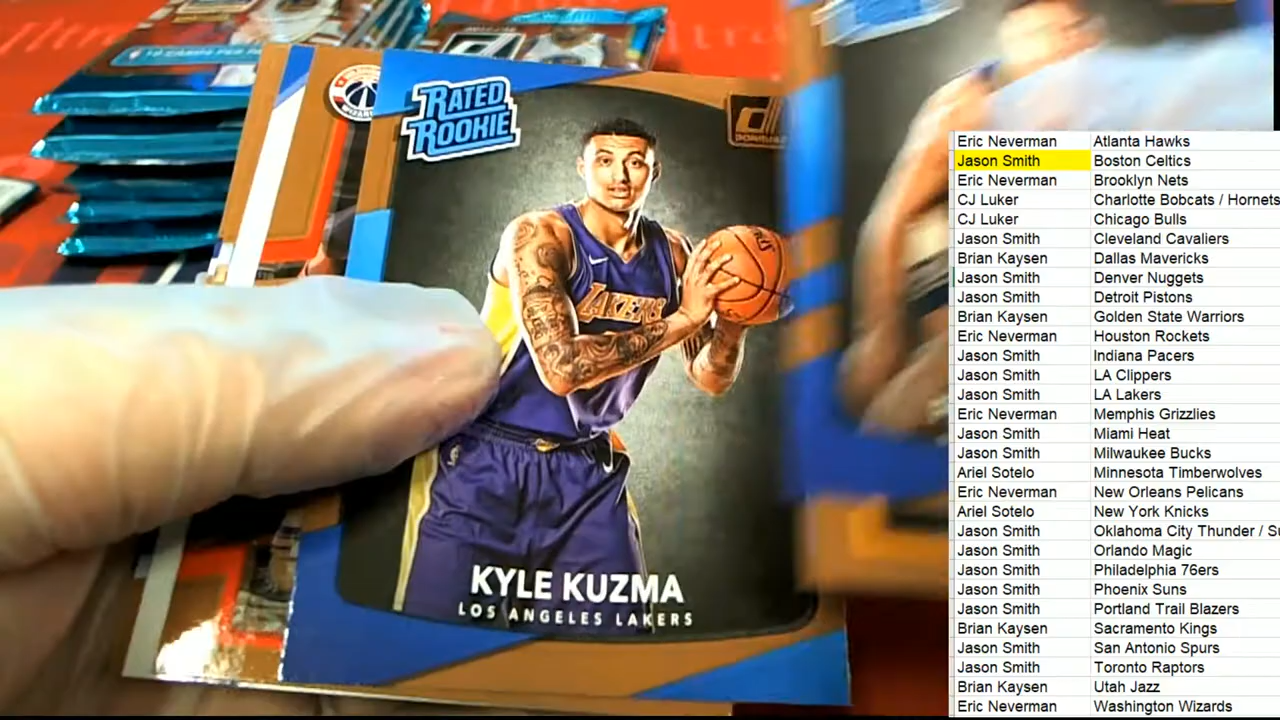 RATED
ROOKIE
LAKERS
KYLE KUZMA
LOS ANGELES LAKERS
Eric Neverman Atlanta Hawks
Jason Smith Boston Celtics
Eric Neverman Brooklyn Nets
CJ Luker Charlotte Bobcats / Hornets
CJ Luker Chicago Bulls
Jason Smith Cleveland Cavaliers
Brian Kaysen Dallas Mavericks
Jason Smith Denver Nuggets
Jason Smith Detroit Pistons
Brian Kaysen Golden State Warriors
Eric Neverman Houston Rockets
Jason Smith Indiana Pacers
Jason Smith LA Clippers
Jason Smith LA Lakers
Eric Neverman Memphis Grizzlies
Jason Smith Miami Heat
Jason Smith Milwaukee Bucks
Ariel Sotelo Minnesota Timberwolves
Eric Neverman New Orleans Pelicans
Ariel Sotelo New York Knicks
Jason Smith Oklahoma City Thunder /
Jason Smith Orlando Magic
Jason Smith Philadelphia 76ers
Jason Smith Phoenix Suns
Jason Smith Portland Trail Blazers
Brian Kaysen Sacramento Kings
Jason Smith San Antonio Spurs
Jason Smith Toronto Raptors
Brian Kaysen Utah Jazz
Eric Neverman Washington Wizards